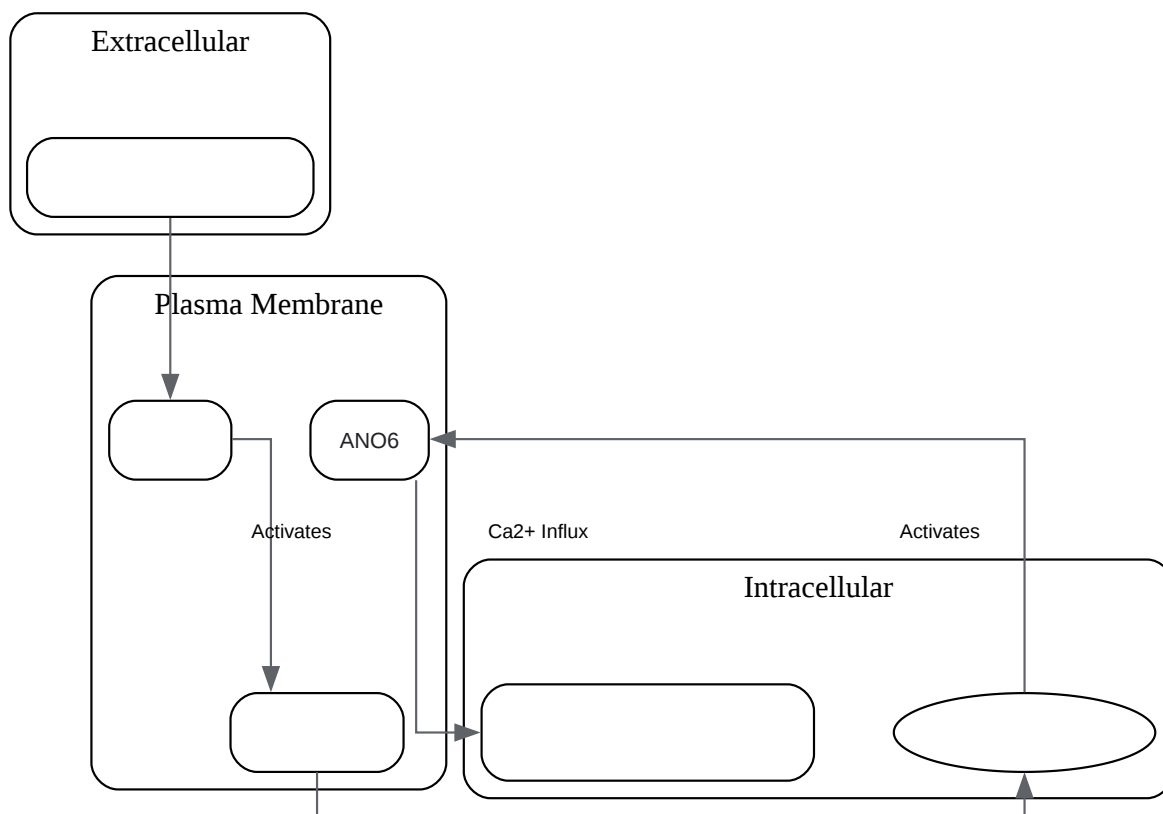 Extracellular
Plasma Membrane
ANO6
Activates
Ca2+ Influx
Activates
Intracellular